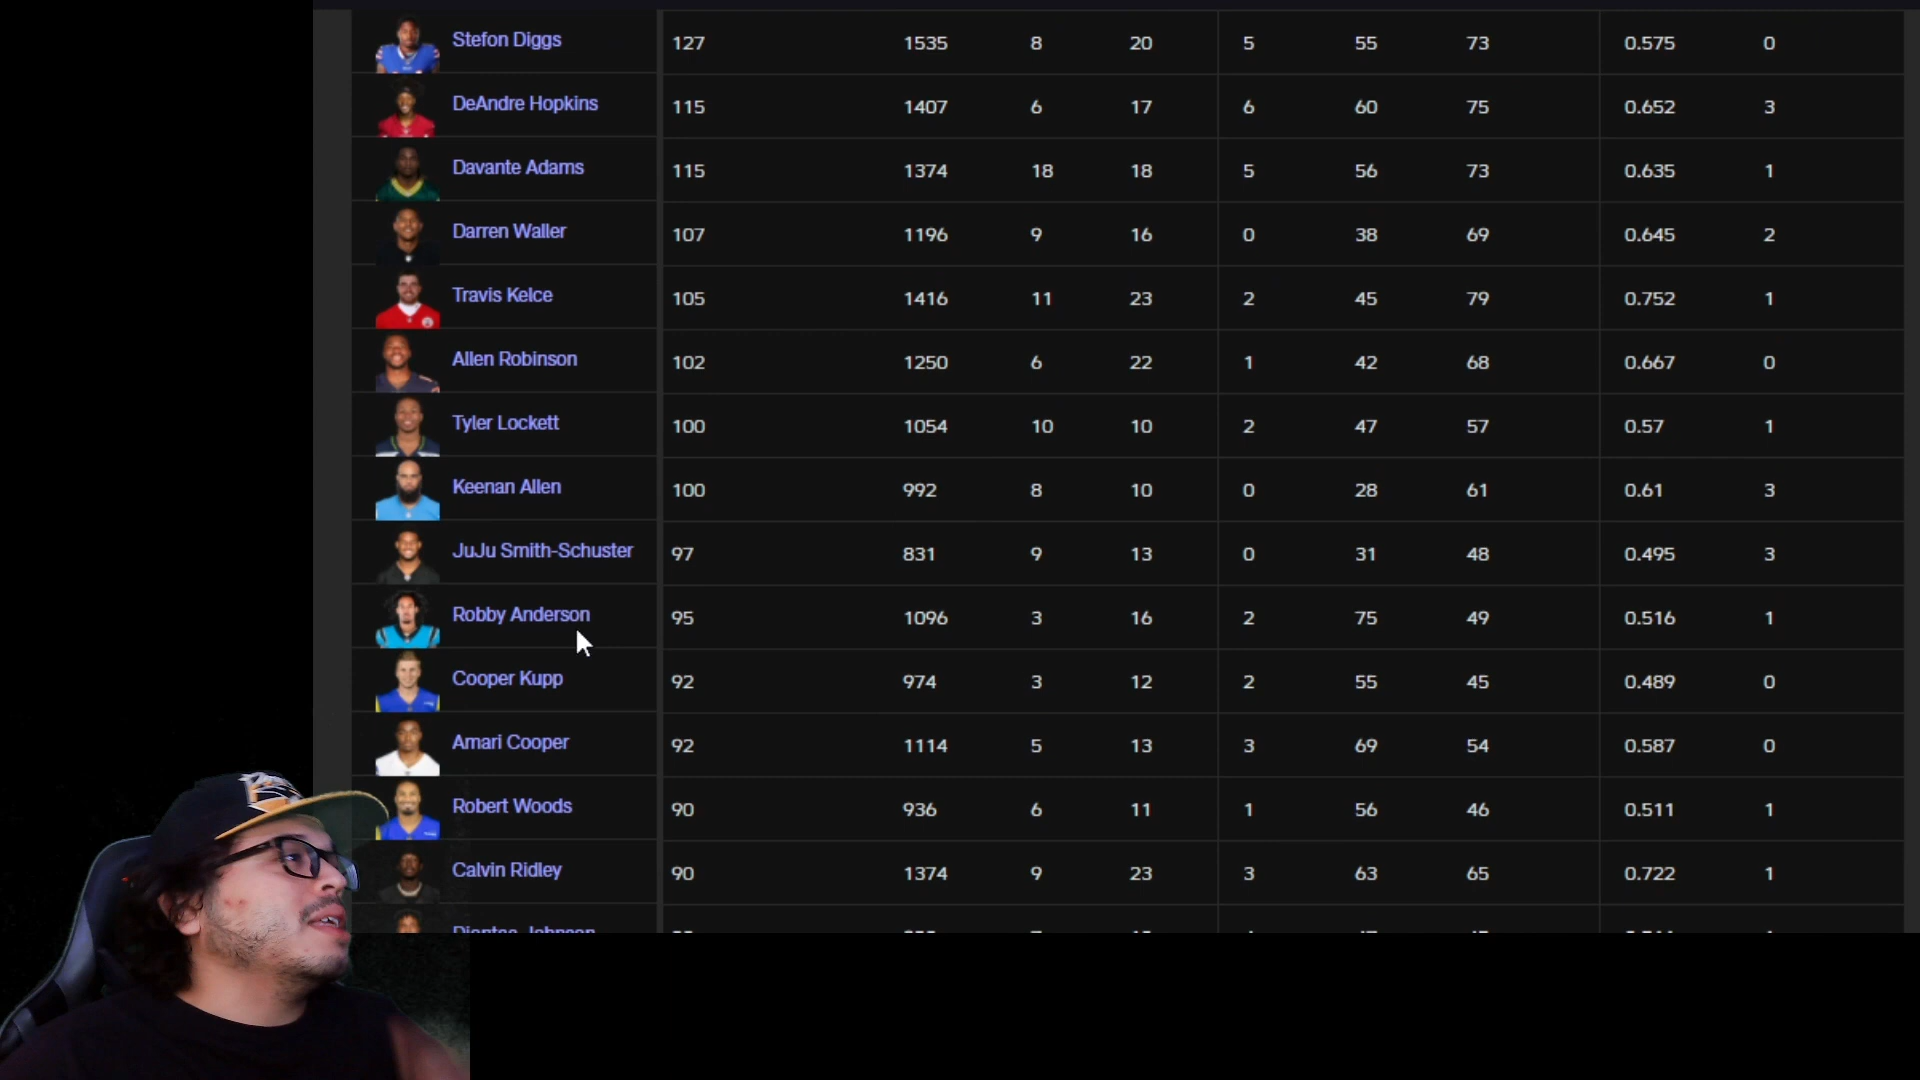 Stefon Diggs 127 1535 8 20 5 55 73 0.575 0
DeAndre Hopkins 115 1407 6 17 6 60 75 0.652 3
Davante Adams 115 1374 18 18 5 56 73 0.635 1
Darren Waller 107 1196 9 16 0 38 69 0.645 2
Travis Kelce 105 1416 11 23 2 45 79 0.752 1
Allen Robinson 102 1250 6 22 1 42 68 0.667 0
Tyler Lockett 100 1054 10 10 2 47 57 0.57 1
Keenan Allen 100 992 8 10 0 28 61 0.61 3
JuJu Smith-Schuster 97 831 9 13 0 31 48 0.495 3
Robby Anderson 95 1096 3 16 2 75 49 0.516 1
Cooper Kupp 92 974 3 12 2 55 45 0.489 0
Amari Cooper 92 1114 5 13 3 69 54 0.587 0
Robert Woods 90 936 6 11 1 56 46 0.511 1
Calvin Ridley 90 1374 9 23 3 63 65 0.722 1